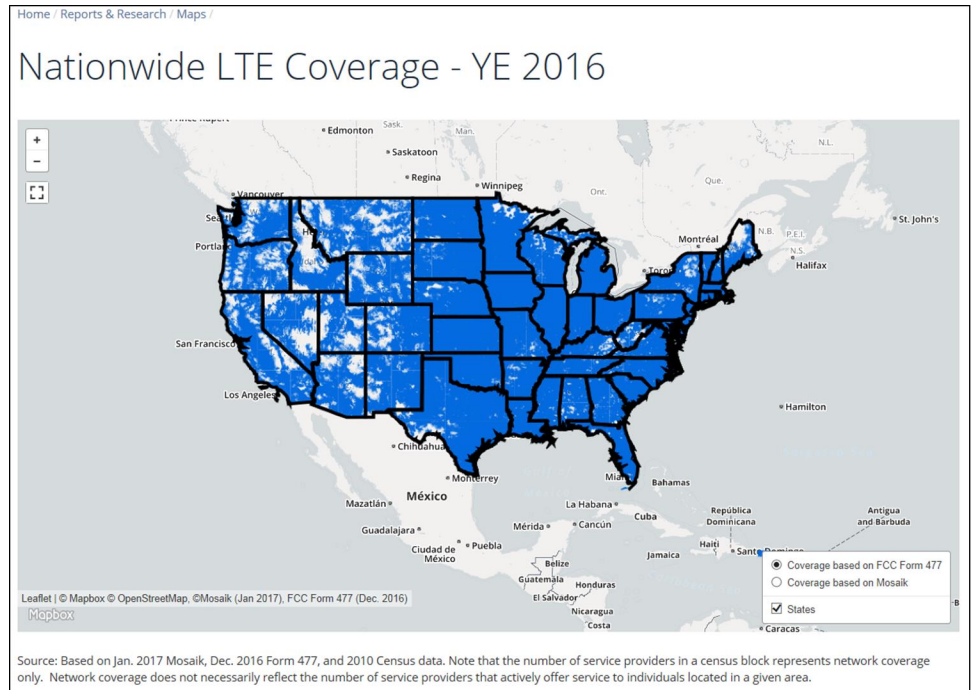 Home / Reports & Research / Maps /
Nationwide LTE Coverage - YE 2016
Edmonton
Sask.
Man.
N.L.
Saskatoon
Regina
Winnipeg
Ont.
Que.
Vancouver
N.B.
P.E.I.
St. John's
Montréal
N.S.
Halifax
San Francisco
Los Angeles
Hamilton
Chihuahua
Monterrey
México
Bahamas
Mazatlán
La Habana
Cuba
República
Dominicana
Antigua
and Barbuda
Guadalajara
Mérida
Cancún
Haiti
Ciudad de
México
Puebla
Jamaica
Belize
Guatemala
Honduras
El Salvador
Nicaragua
Costa
Caracas
+
−
Coverage based on FCC Form 477
Coverage based on Mosaik
States
Leaflet | © Mapbox © OpenStreetMap, ©Mosaik (Jan 2017), FCC Form 477 (Dec. 2016)
Mapbox
Source: Based on Jan. 2017 Mosaik, Dec. 2016 Form 477, and 2010 Census data. Note that the number of service providers in a census block represents network coverage
only. Network coverage does not necessarily reflect the number of service providers that actively offer service to individuals located in a given area.